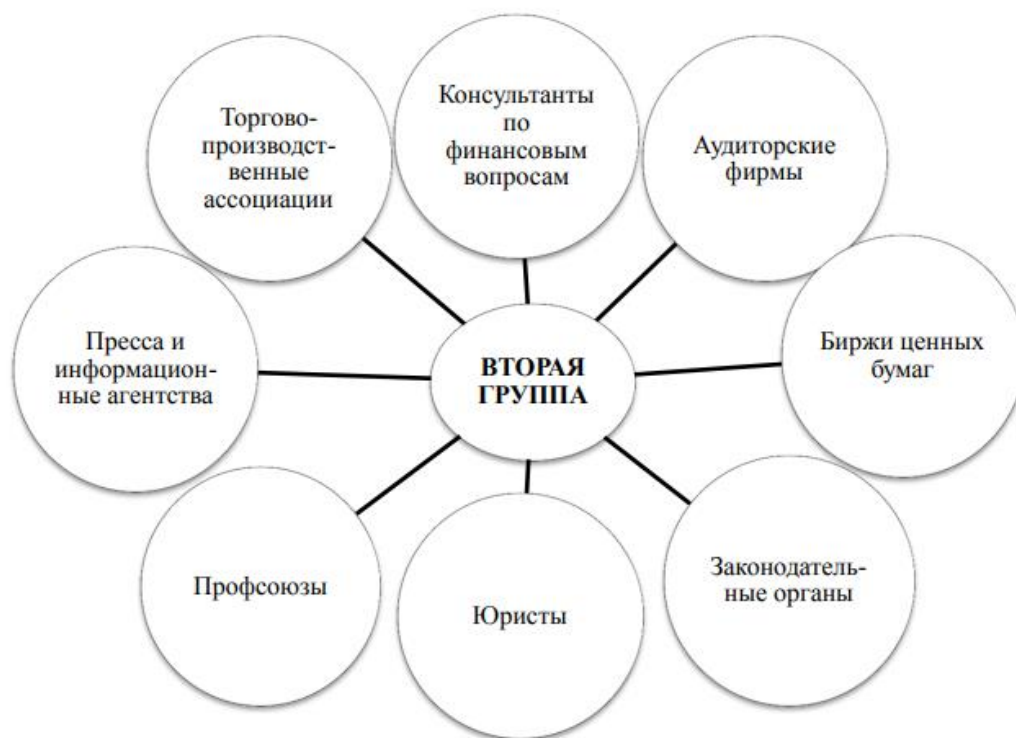 Торгово-
производст-
венные
ассоциации
Консультанты
по
финансовым
вопросам
Аудиторские
фирмы
Пресса и
информацион-
ные агентства
ВТОРАЯ
ГРУППА
Биржи ценных
бумаг
Профсоюзы
Юристы
Законодатель-
ные органы